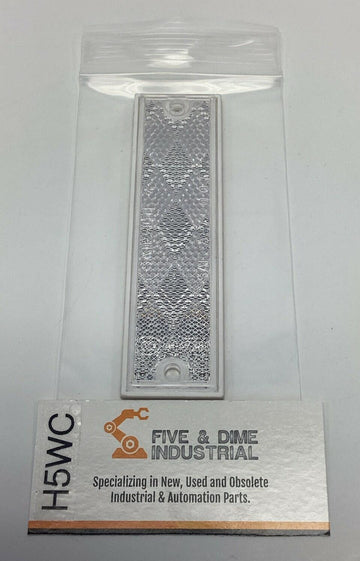 H5WC
FIVE & DIME
INDUSTRIAL
Specializing in New, Used and Obsolete
Industrial & Automation Parts.